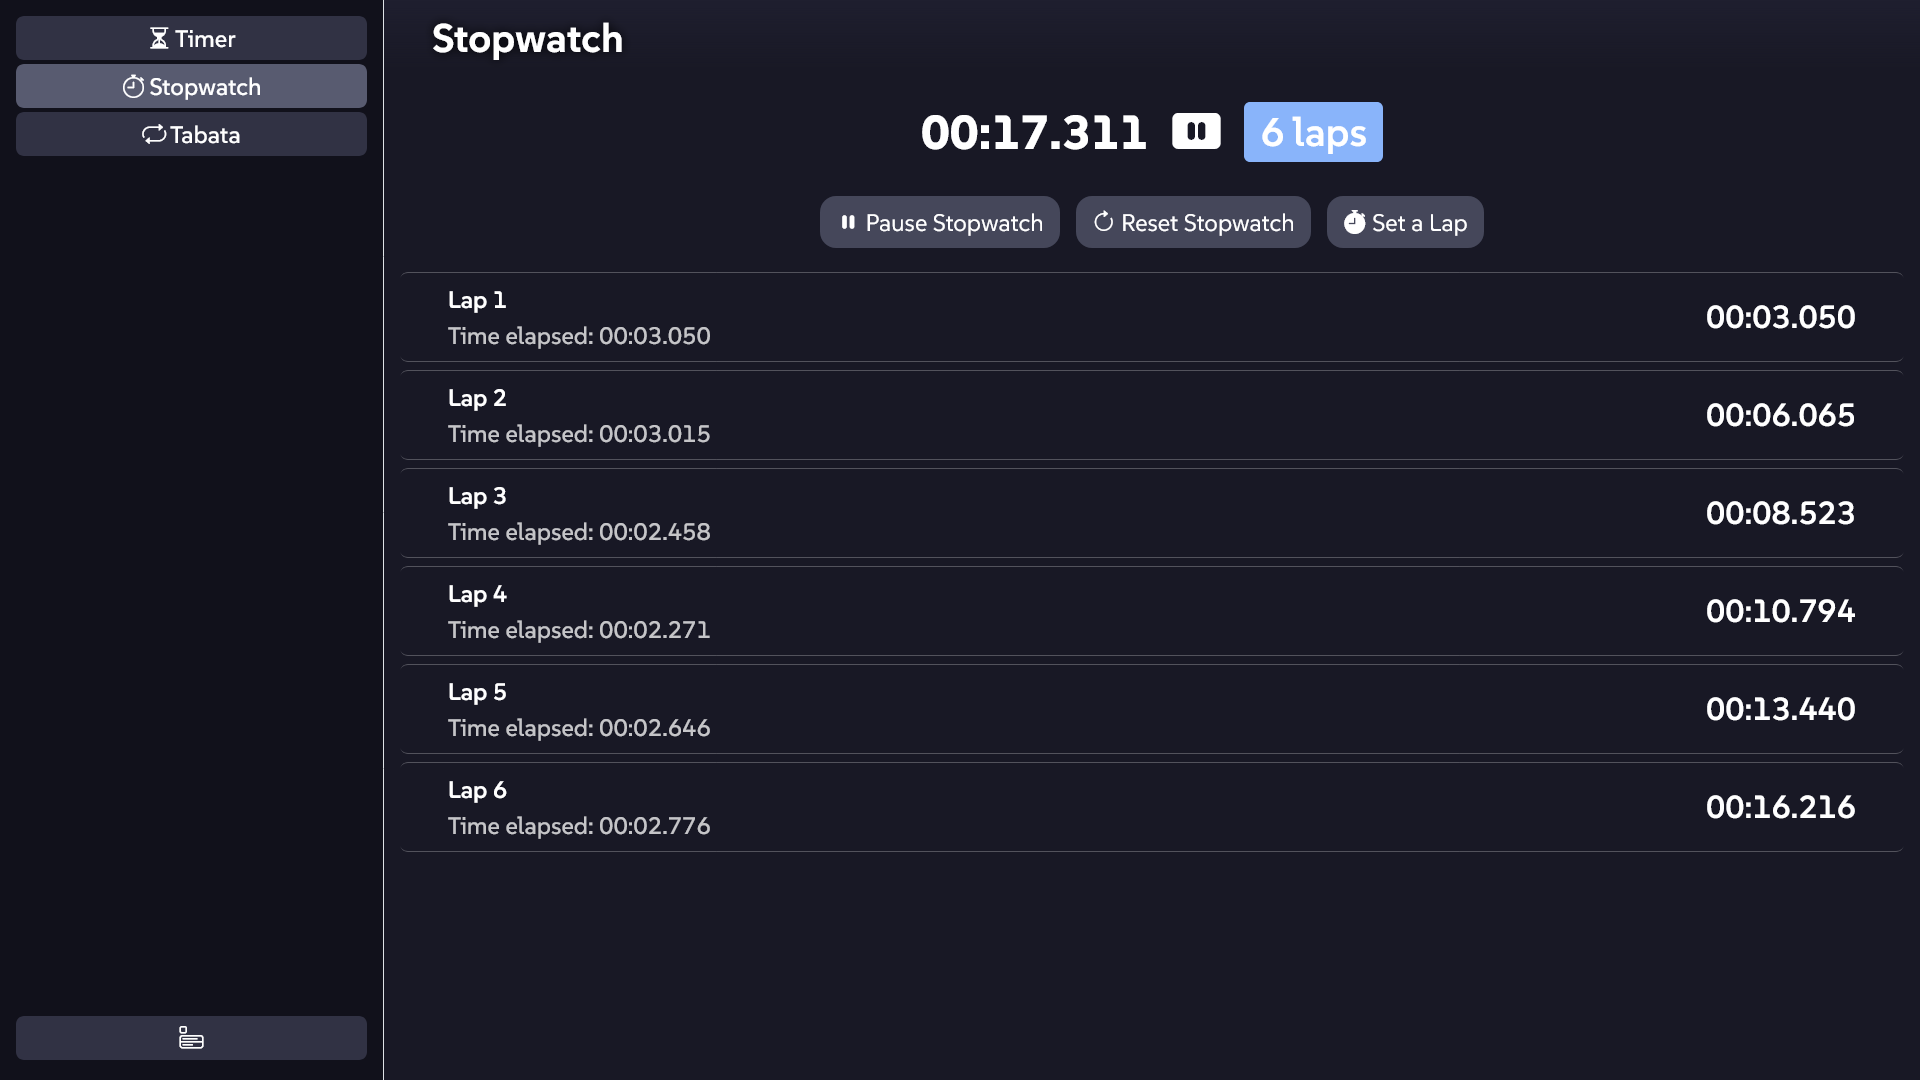 Timer
Stopwatch
Tabata
Stopwatch
00:17.311
6 laps
Pause Stopwatch
Reset Stopwatch
Set a Lap
Lap 1
Time elapsed: 00:03.050
00:03.050
Lap 2
Time elapsed: 00:03.015
00:06.065
Lap 3
Time elapsed: 00:02.458
00:08.523
Lap 4
Time elapsed: 00:02.271
00:10.794
Lap 5
Time elapsed: 00:02.646
00:13.440
Lap 6
Time elapsed: 00:02.776
00:16.216